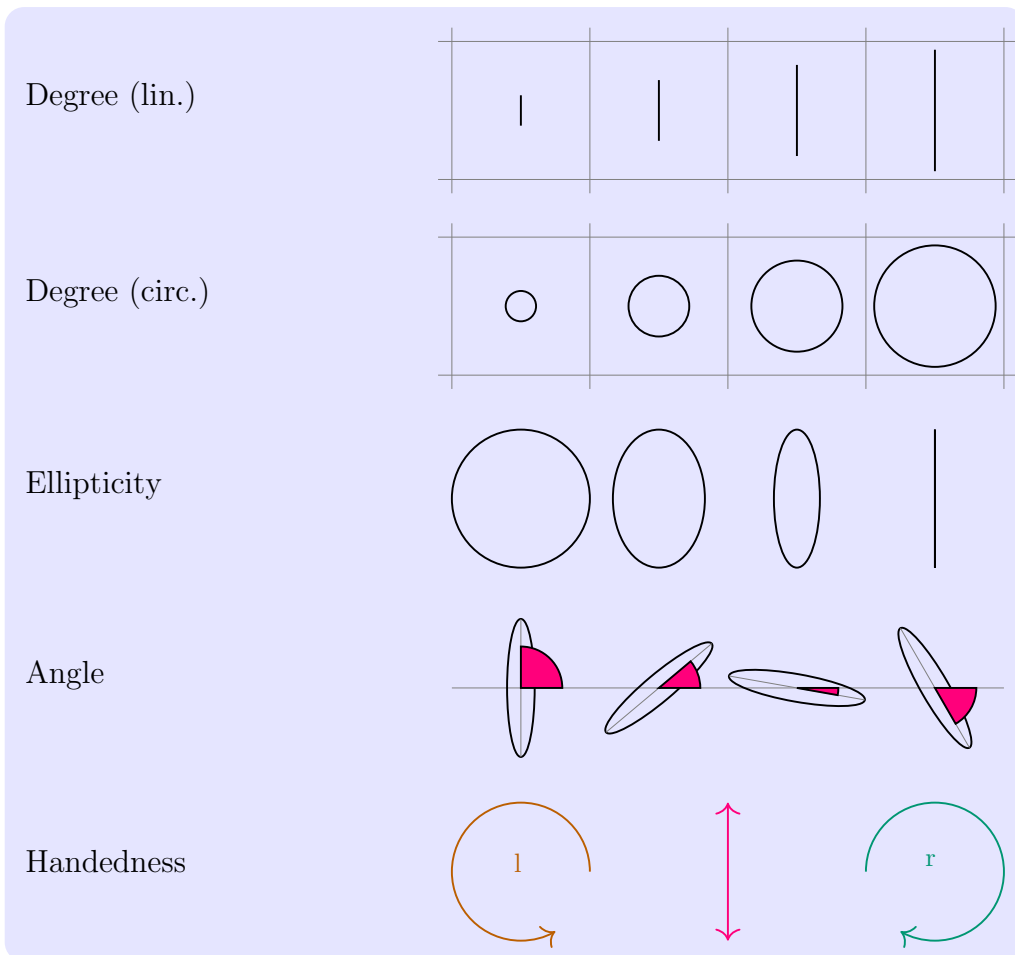 Degree (lin.)
Degree (circ.)
Ellipticity
Angle
Handedness
l
r